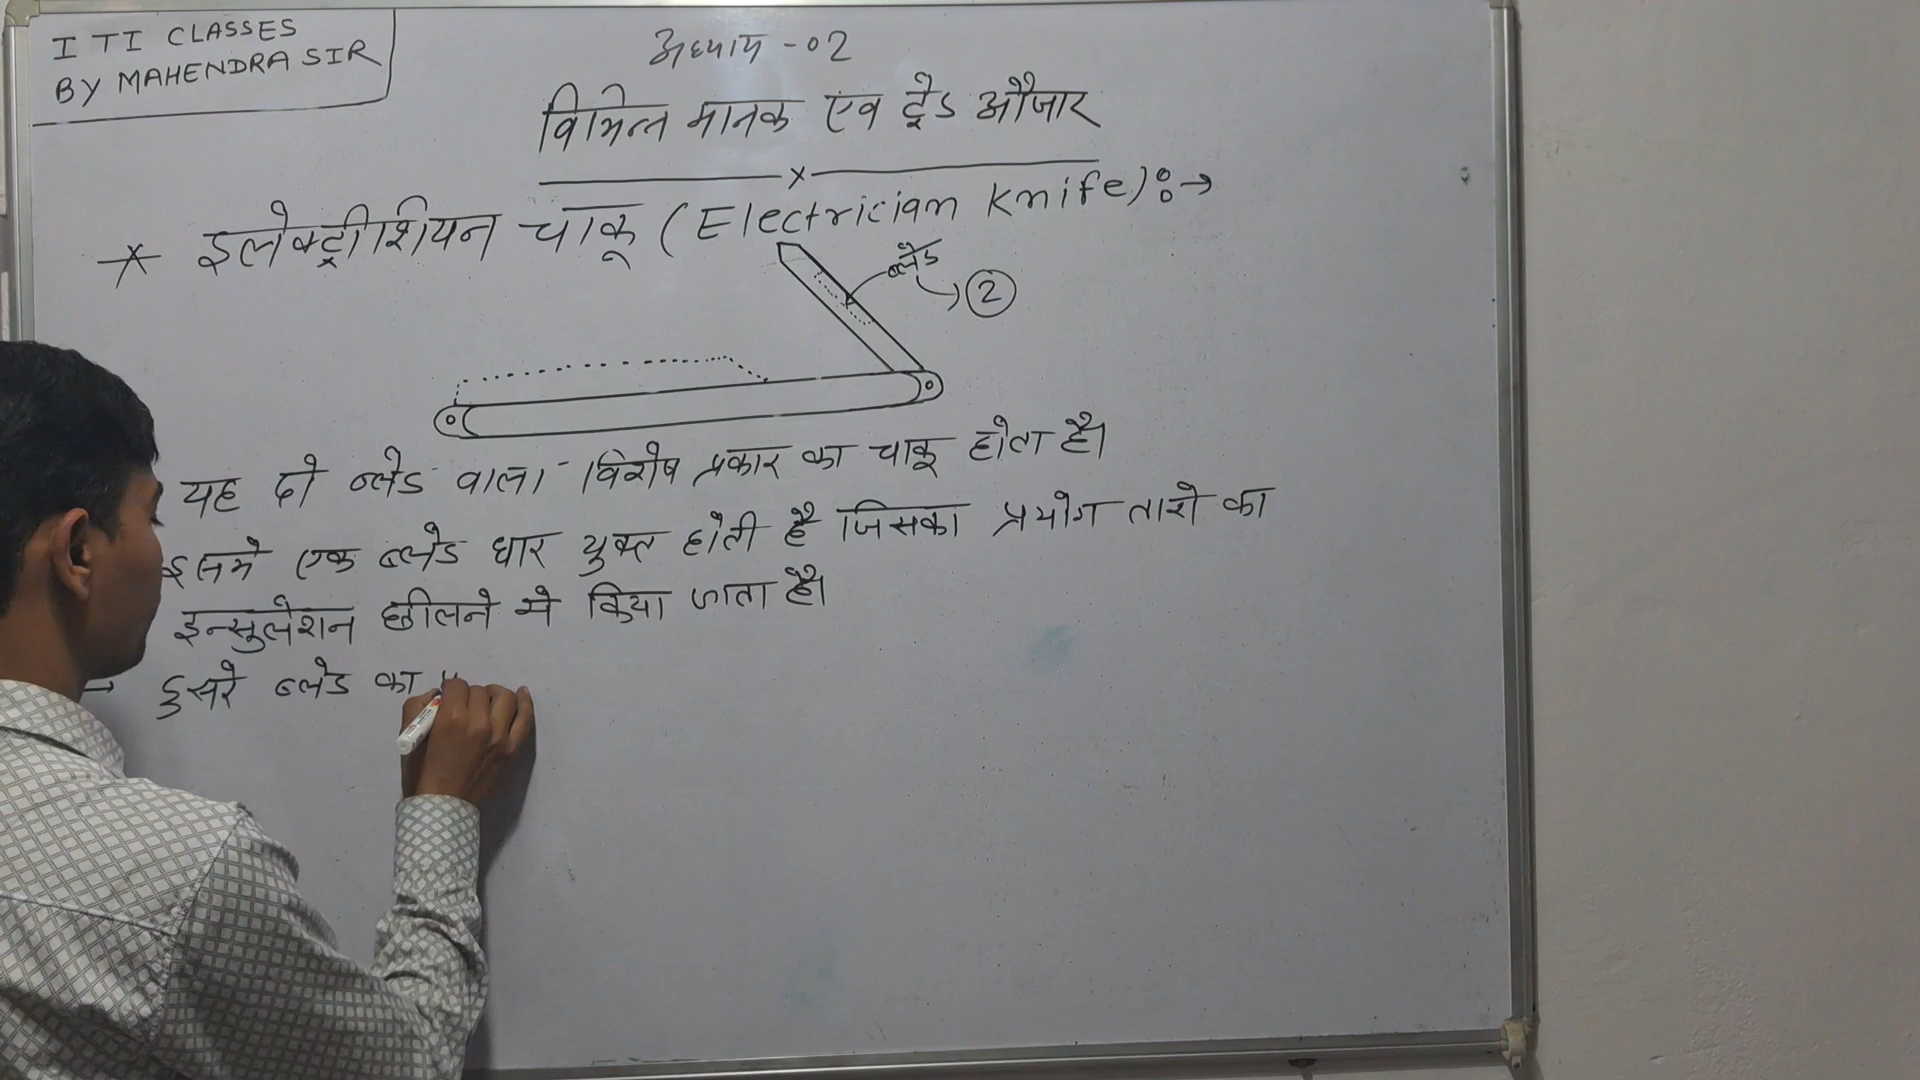 ITI CLASSES
BY MAHENDRA SIR
अध्याय -02
विभिन्न मानक एव ट्रेड औजार
* इलेक्ट्रीशियन चाकू (Electrician Knife):→
ब्लेड
2
यह दो ब्लेड वाला विशेष प्रकार का चाकू होता है।
इसमे एक ब्लेड धार युक्त होती है जिसका प्रयोग तारो का
इन्सुलेशन छीलने मे किया जाता है।
→ दुसरे ब्लेड का